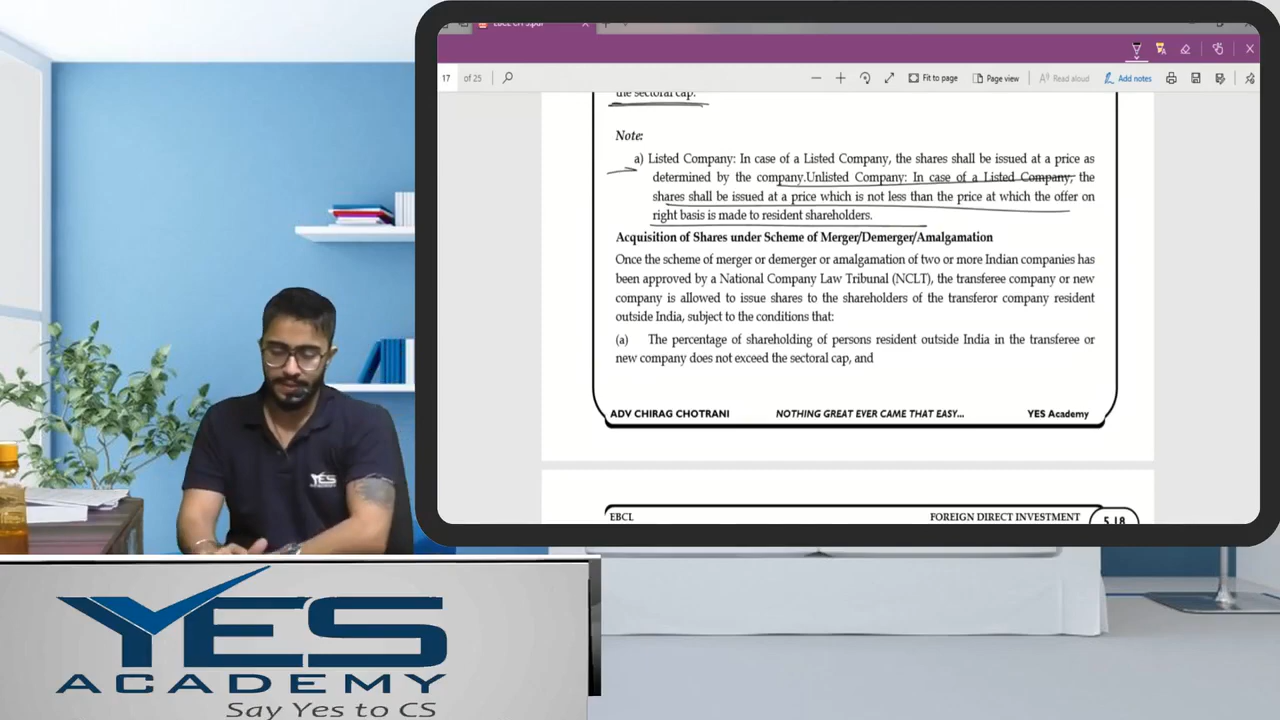 EBCL CH 5.pdf
17 of 25
Fit to page
Page view
Read aloud
Add notes
the sectoral cap.
Note:
a) Listed Company: In case of a Listed Company, the shares shall be issued at a price as
determined by the company.Unlisted Company: In case of a Listed Company, the
shares shall be issued at a price which is not less than the price at which the offer on
right basis is made to resident shareholders.
Acquisition of Shares under Scheme of Merger/Demerger/Amalgamation
Once the scheme of merger or demerger or amalgamation of two or more Indian companies has
been approved by a National Company Law Tribunal (NCLT), the transferee company or new
company is allowed to issue shares to the shareholders of the transferor company resident
outside India, subject to the conditions that:
(a) The percentage of shareholding of persons resident outside India in the transferee or
new company does not exceed the sectoral cap, and
ADV CHIRAG CHOTRANI NOTHING GREAT EVER CAME THAT EASY... YES Academy
EBCL FOREIGN DIRECT INVESTMENT 5.18
YES
YES
ACADEMY
Say Yes to CS